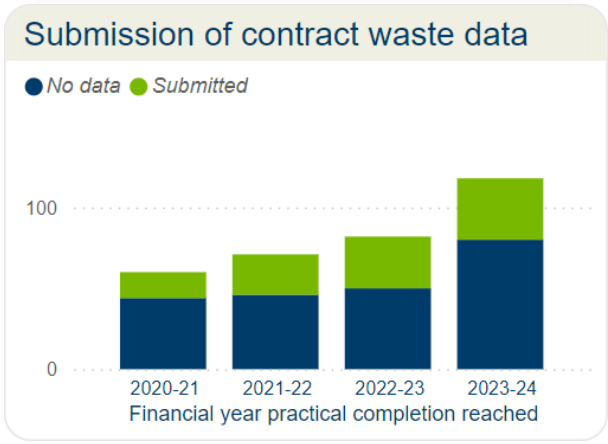 Submission of contract waste data
No data Submitted
100
0
2020-21 2021-22 2022-23 2023-24
Financial year practical completion reached